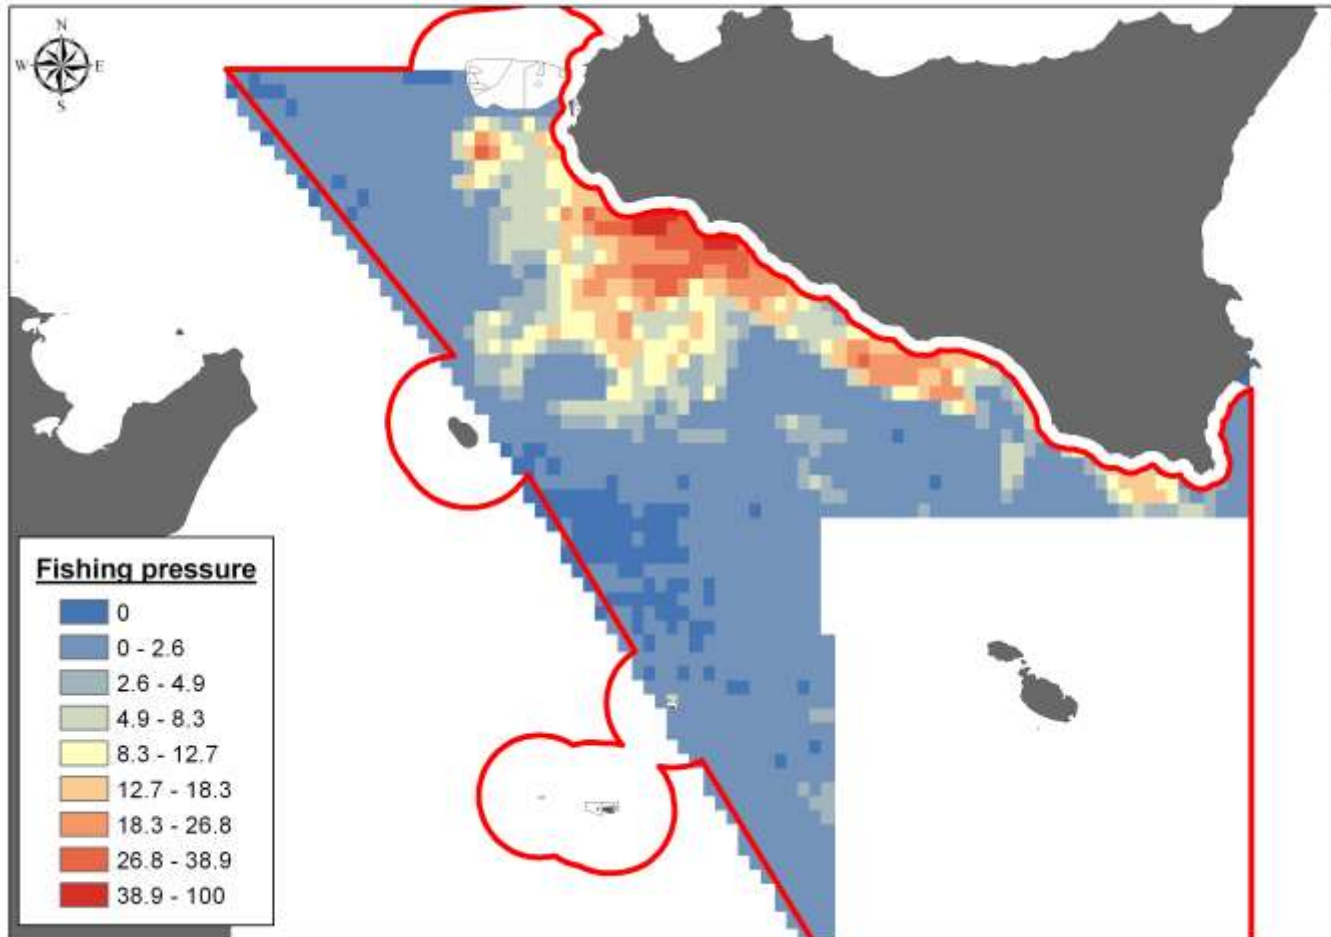 N
W E
S
Fishing pressure
0
0 - 2.6
2.6 - 4.9
4.9 - 8.3
8.3 - 12.7
12.7 - 18.3
18.3 - 26.8
26.8 - 38.9
38.9 - 100